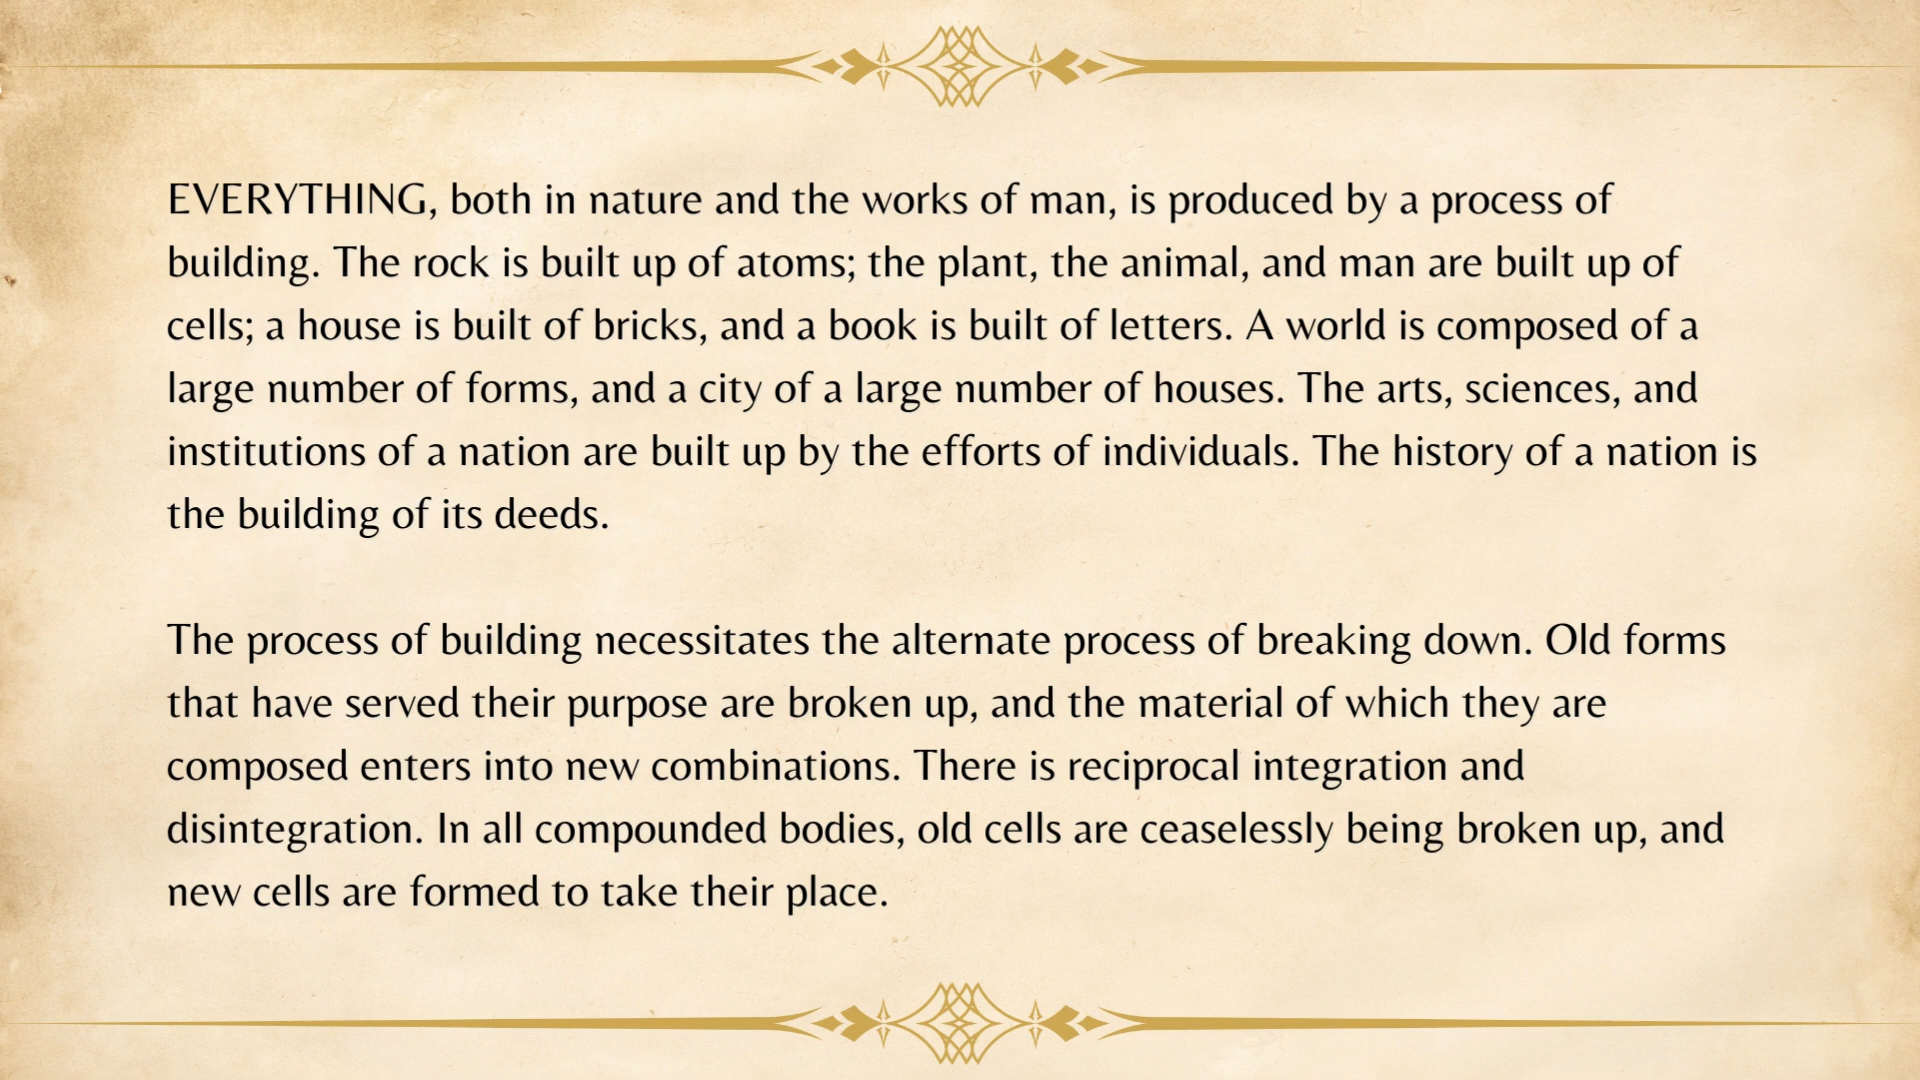 EVERYTHING, both in nature and the works of man, is produced by a process of
building. The rock is built up of atoms; the plant, the animal, and man are built up of
cells; a house is built of bricks, and a book is built of letters. A world is composed of a
large number of forms, and a city of a large number of houses. The arts, sciences, and
institutions of a nation are built up by the efforts of individuals. The history of a nation is
the building of its deeds.
The process of building necessitates the alternate process of breaking down. Old forms
that have served their purpose are broken up, and the material of which they are
composed enters into new combinations. There is reciprocal integration and
disintegration. In all compounded bodies, old cells are ceaselessly being broken up, and
new cells are formed to take their place.